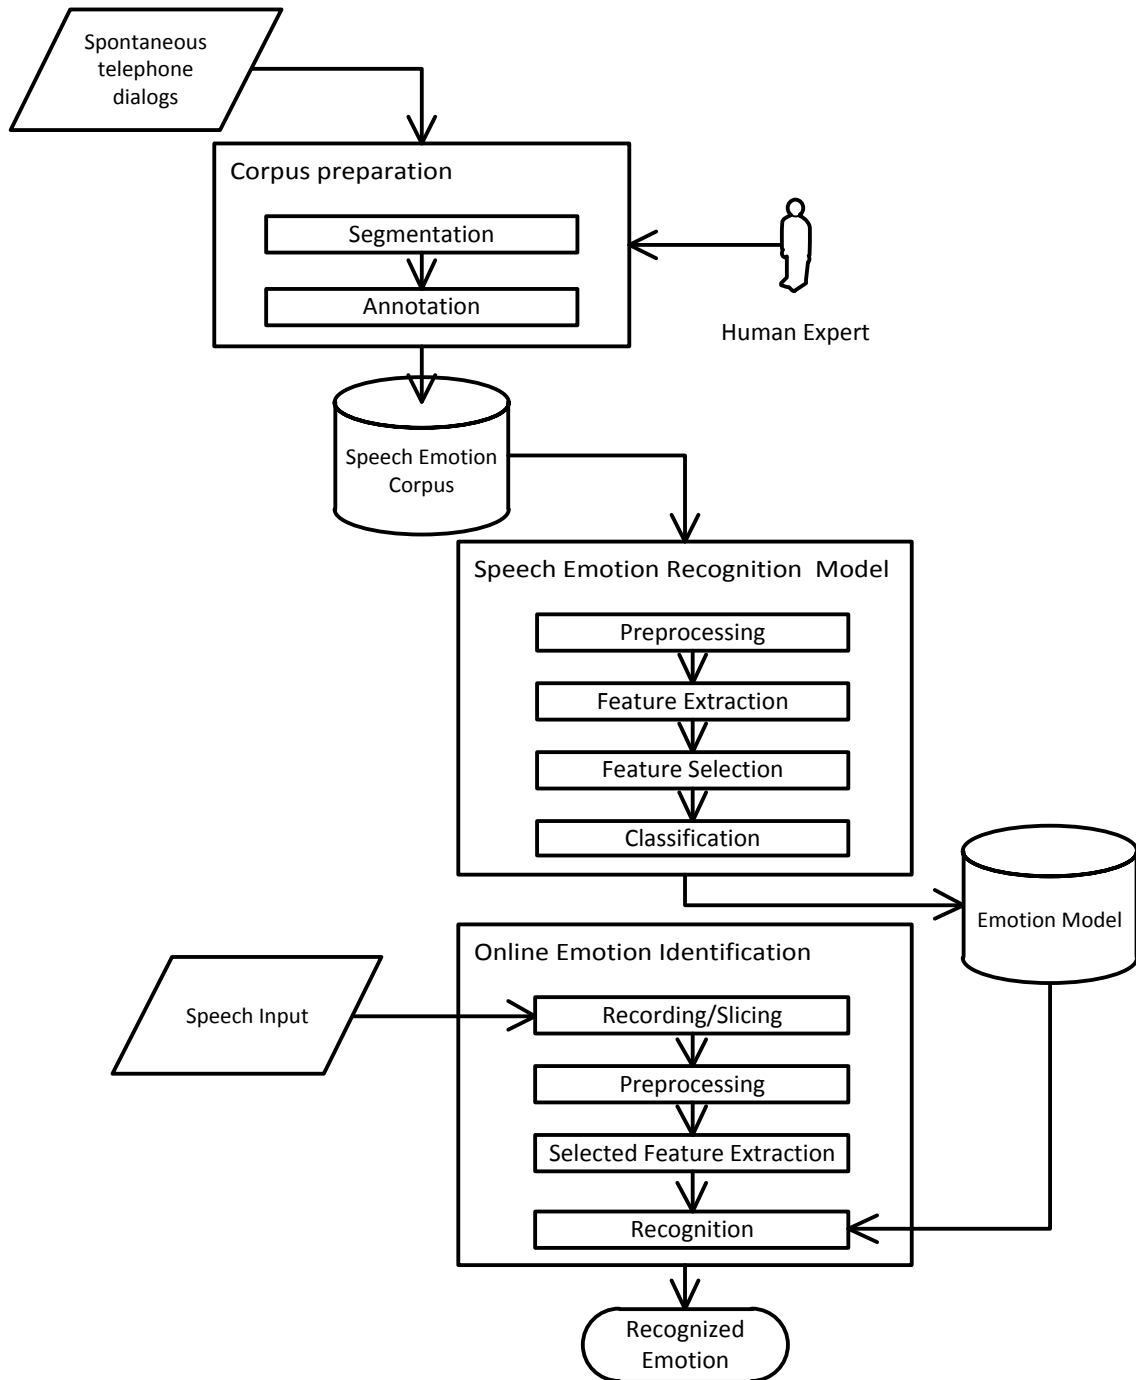 Spontaneous
telephone
dialogs
Corpus preparation
Segmentation
Annotation
Human Expert
Speech Emotion
Corpus
Speech Emotion Recognition  Model
Preprocessing
Feature Extraction
Feature Selection
Classification
Emotion Model
Online Emotion Identification
Speech Input
Recording/Slicing
Preprocessing
Selected Feature Extraction
Recognition
Recognized
Emotion